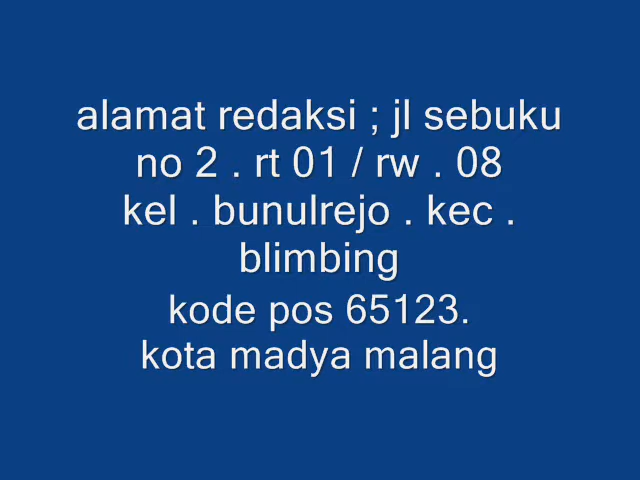 alamat redaksi ; jl sebuku
no 2 . rt 01 / rw . 08
kel . bunulrejo . kec .
blimbing
kode pos 65123.
kota madya malang